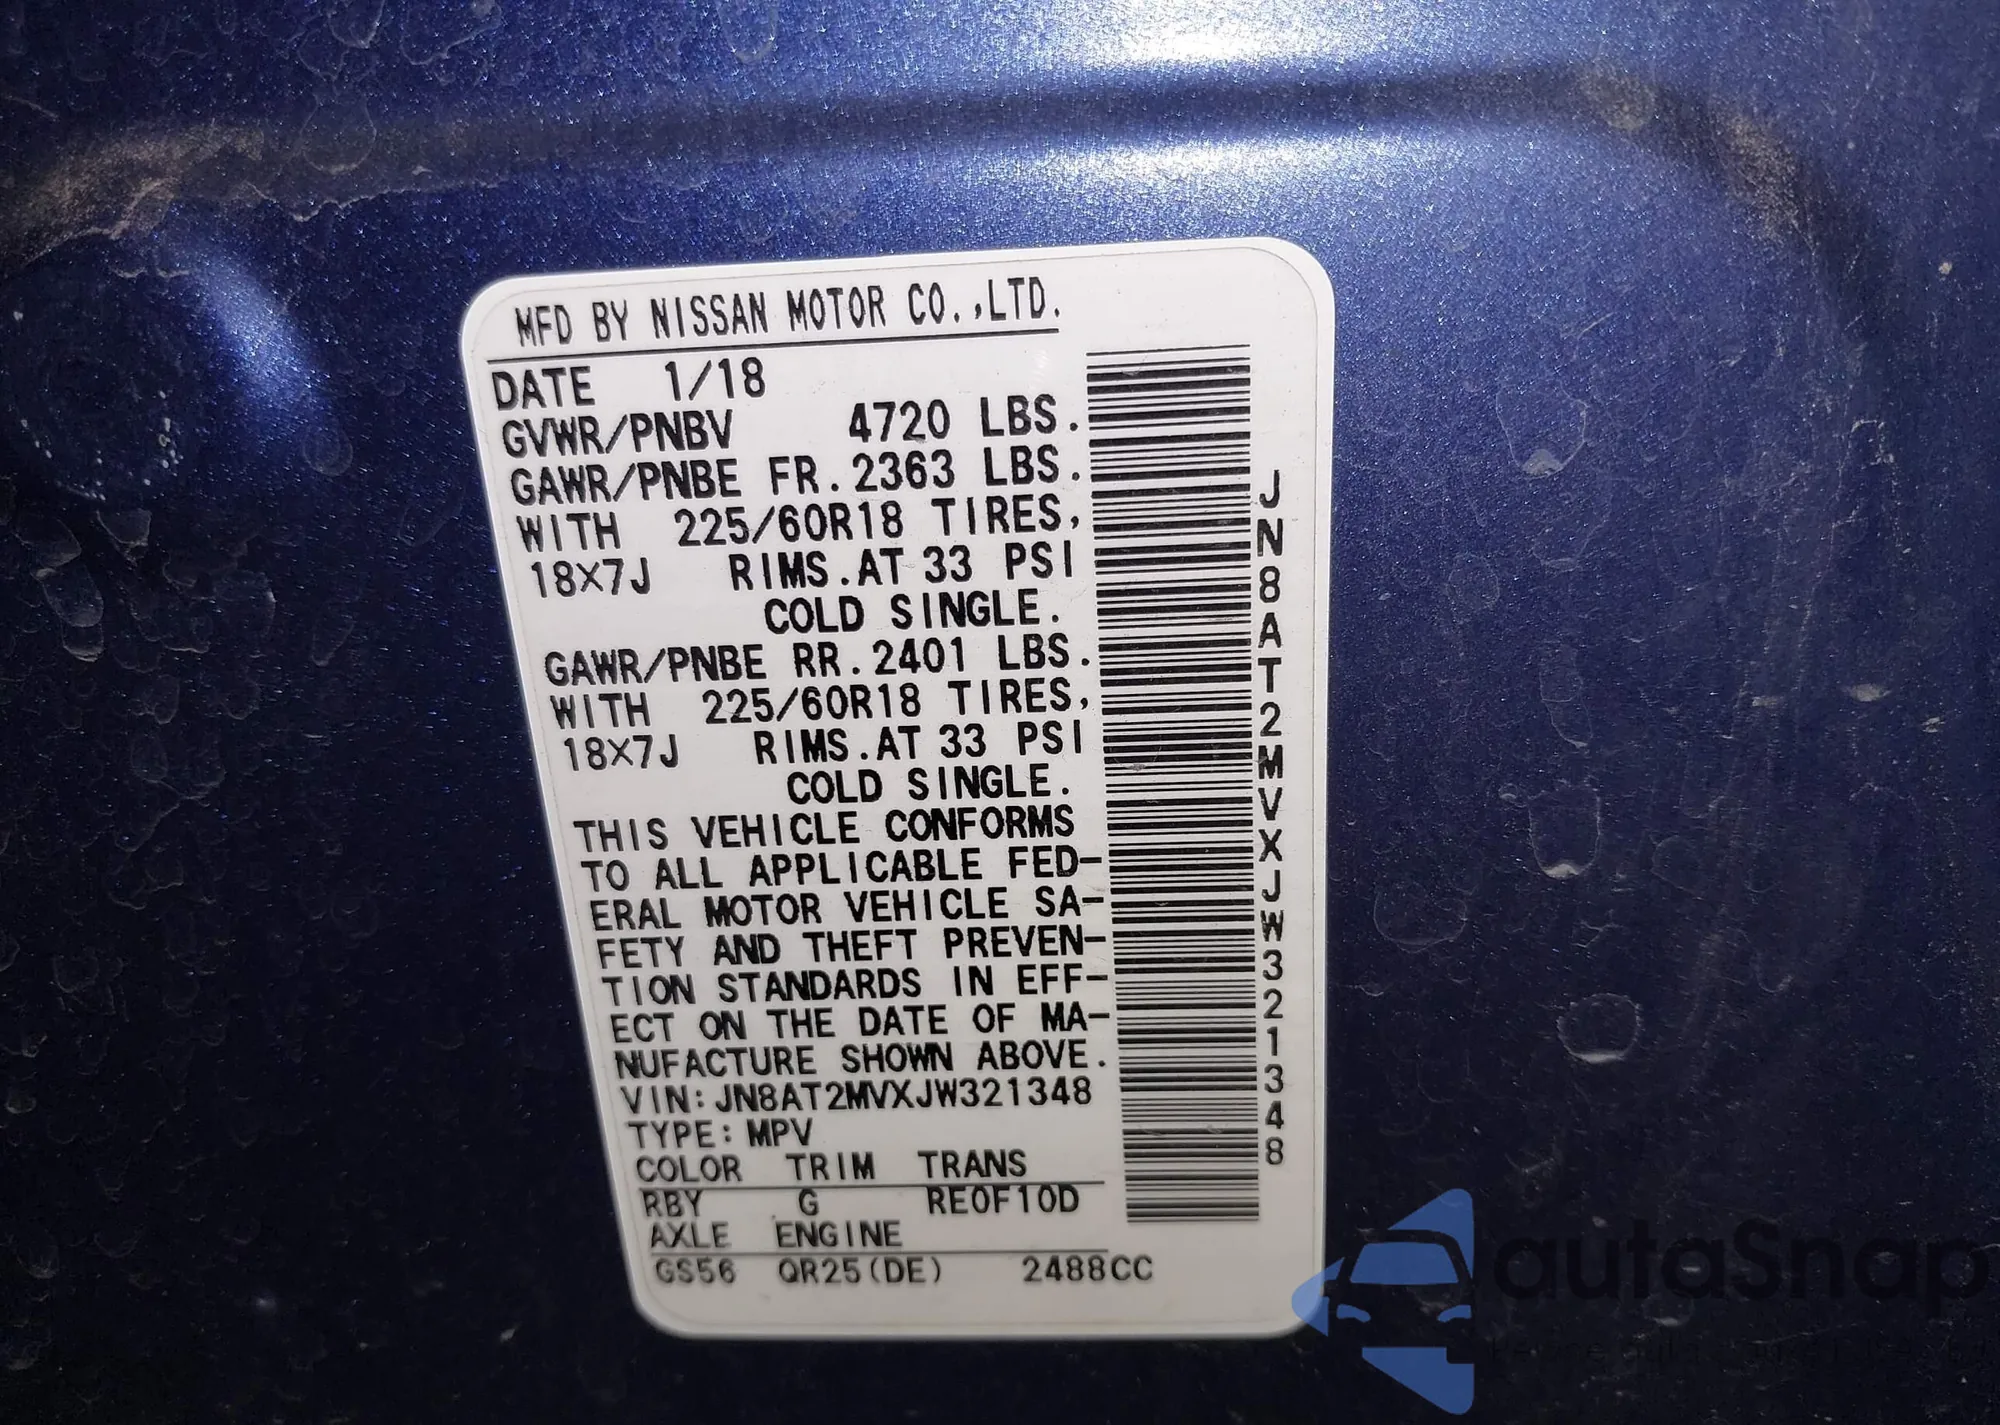 MFD BY NISSAN MOTOR CO.,LTD.
DATE 1/18
GVWR/PNBV 4720 LBS.
GAWR/PNBE FR.2363 LBS.
WITH 225/60R18 TIRES,
18X7J RIMS.AT 33 PSI
COLD SINGLE.
GAWR/PNBE RR.2401 LBS.
WITH 225/60R18 TIRES,
18X7J RIMS.AT 33 PSI
COLD SINGLE.
THIS VEHICLE CONFORMS
TO ALL APPLICABLE FED-
ERAL MOTOR VEHICLE SA-
FETY AND THEFT PREVEN-
TION STANDARDS IN EFF-
ECT ON THE DATE OF MA-
NUFACTURE SHOWN ABOVE.
VIN:JN8AT2MVXJW321348
TYPE:MPV
COLOR TRIM TRANS
RBY G RE0F10D
AXLE ENGINE
GS56 QR25(DE) 2488CC
JN8AT2MVXJW321348
autaSnap